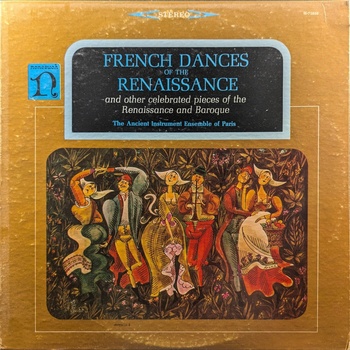 STEREO
nonesuch
FRENCH DANCES
OF THE
RENAISSANCE
and other celebrated pieces of the
Renaissance and Baroque
The Ancient Instrument Ensemble of Paris